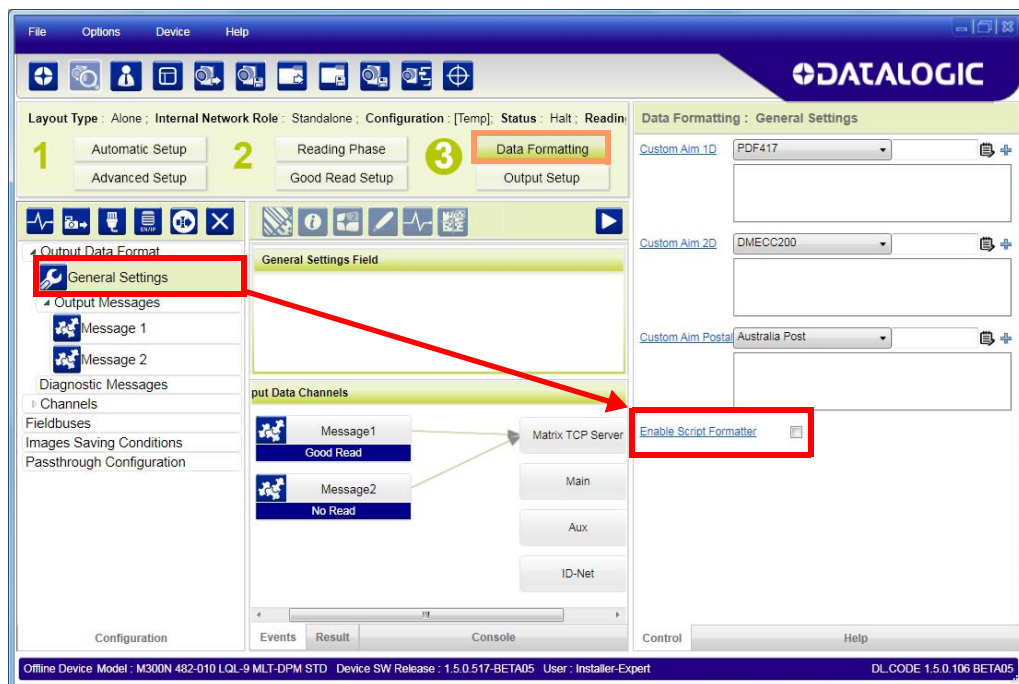 File Options Device Help
DATALOGIC
Layout Type : Alone ; Internal Network Role : Standalone ; Configuration : [Temp]; Status : Halt ; Readin
1 Automatic Setup 2 Reading Phase 3 Data Formatting
Advanced Setup Good Read Setup Output Setup
EN/IP
Output Data Format
General Settings
Output Messages
Message 1
Message 2
Diagnostic Messages
Channels
Fieldbuses
Images Saving Conditions
Passthrough Configuration
Configuration
General Settings Field
put Data Channels
Message1
Good Read
Message2
No Read
Matrix TCP Server
Main
Aux
ID-Net
Events Result Console
Data Formatting : General Settings
Custom Aim 1D PDF417
Custom Aim 2D DMECC200
Custom Aim Postal Australia Post
Enable Script Formatter
Control Help
Offline Device Model : M300N 482-010 LQL-9 MLT-DPM STD Device SW Release : 1.5.0.517-BETA05 User : Installer-Expert DL.CODE 1.5.0.106 BETA05